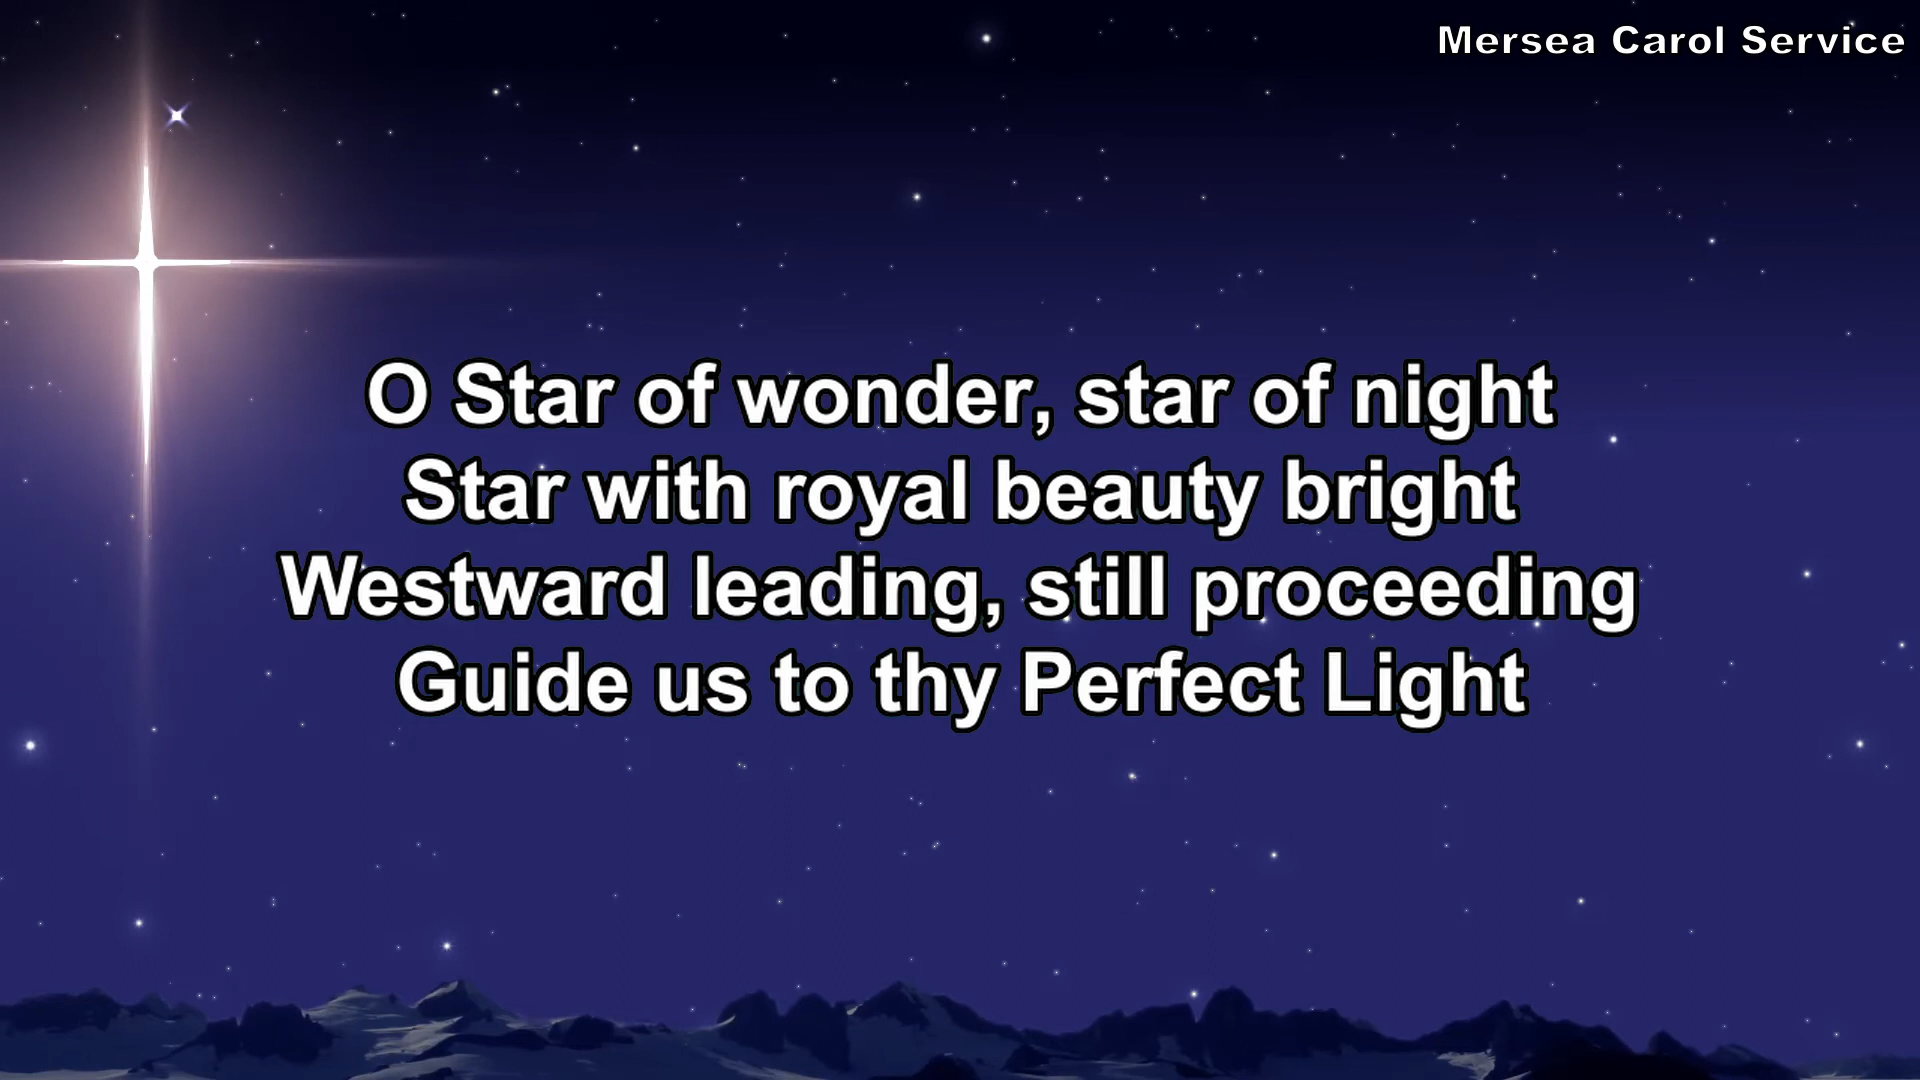 Mersea Carol Service
O Star of wonder, star of night
Star with royal beauty bright
Westward leading, still proceeding
Guide us to thy Perfect Light